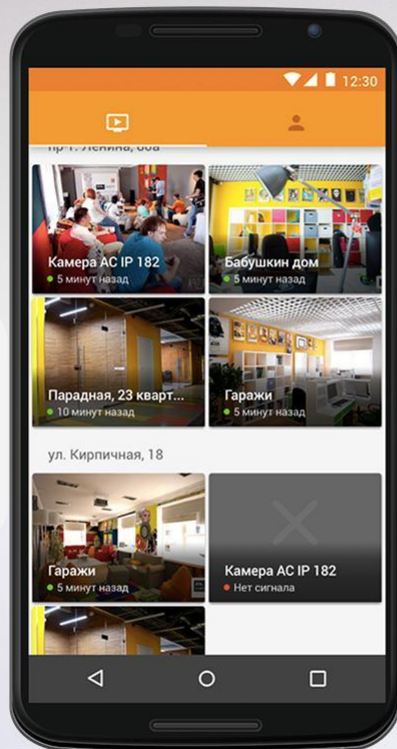 12:30
пр-т. Ленина, 60а
Камера AC IP 182
5 минут назад
Бабушкин дом
5 минут назад
Парадная, 23 кварт...
10 минут назад
Гаражи
5 минут назад
ул. Кирпичная, 18
Гаражи
5 минут назад
Камера AC IP 182
Нет сигнала